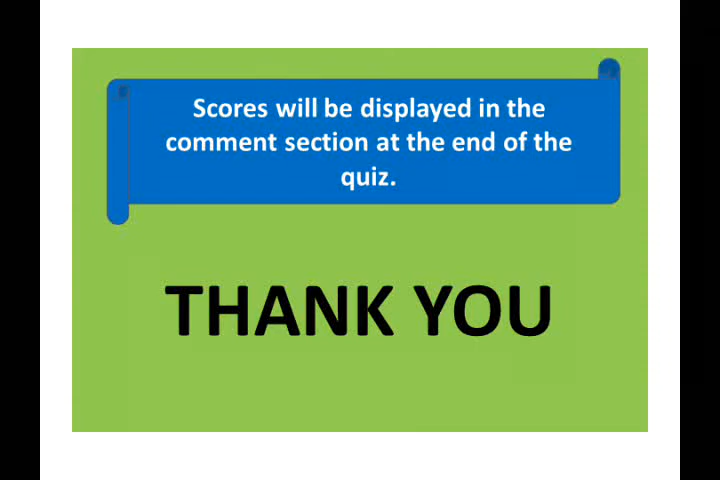 Scores will be displayed in the
comment section at the end of the
quiz.
THANK YOU